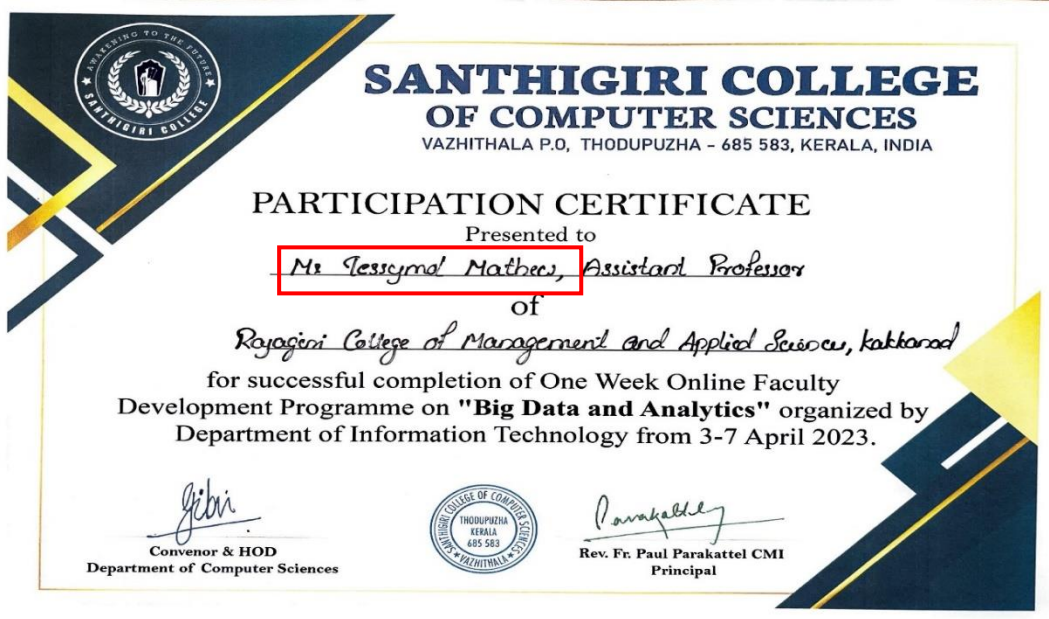 AWAKENING TO THE FUTURE
SANTHIGIRI COLLEGE
SANTHIGIRI COLLEGE
OF COMPUTER SCIENCES
VAZHITHALA P.O, THODUPUZHA - 685 583, KERALA, INDIA
PARTICIPATION CERTIFICATE
Presented to
Ms Tessymol Mathew, Assistant Professor
of
Rajagiri College of Management and Applied Sciences, kakkanad
for successful completion of One Week Online Faculty
Development Programme on "Big Data and Analytics" organized by
Department of Information Technology from 3-7 April 2023.
Jibin
Parakattel
SANTHIGIRI COLLEGE OF COMPUTER SCIENCES
THODUPUZHA
KERALA
685 583
VAZHITHALA
Convenor & HOD
Department of Computer Sciences
Rev. Fr. Paul Parakattel CMI
Principal